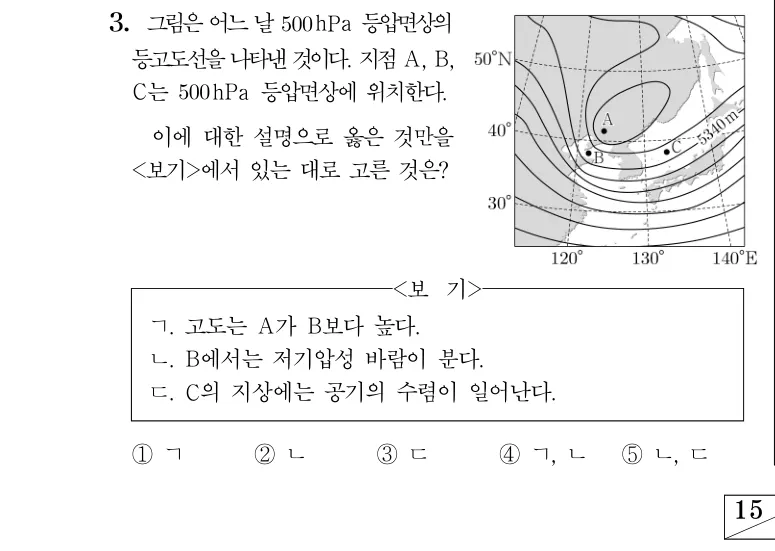 3. 그림은 어느 날 500hPa 등압면상의
등고도선을 나타낸 것이다. 지점 A, B,
C는 500hPa 등압면상에 위치한다.
이에 대한 설명으로 옳은 것만을
<보기>에서 있는 대로 고른 것은?
50°N
40°
30°
120° 130° 140°E
A
B
C
5340m
<보 기>
ㄱ. 고도는 A가 B보다 높다.
ㄴ. B에서는 저기압성 바람이 분다.
ㄷ. C의 지상에는 공기의 수렴이 일어난다.
① ㄱ ② ㄴ ③ ㄷ ④ ㄱ, ㄴ ⑤ ㄴ, ㄷ
15